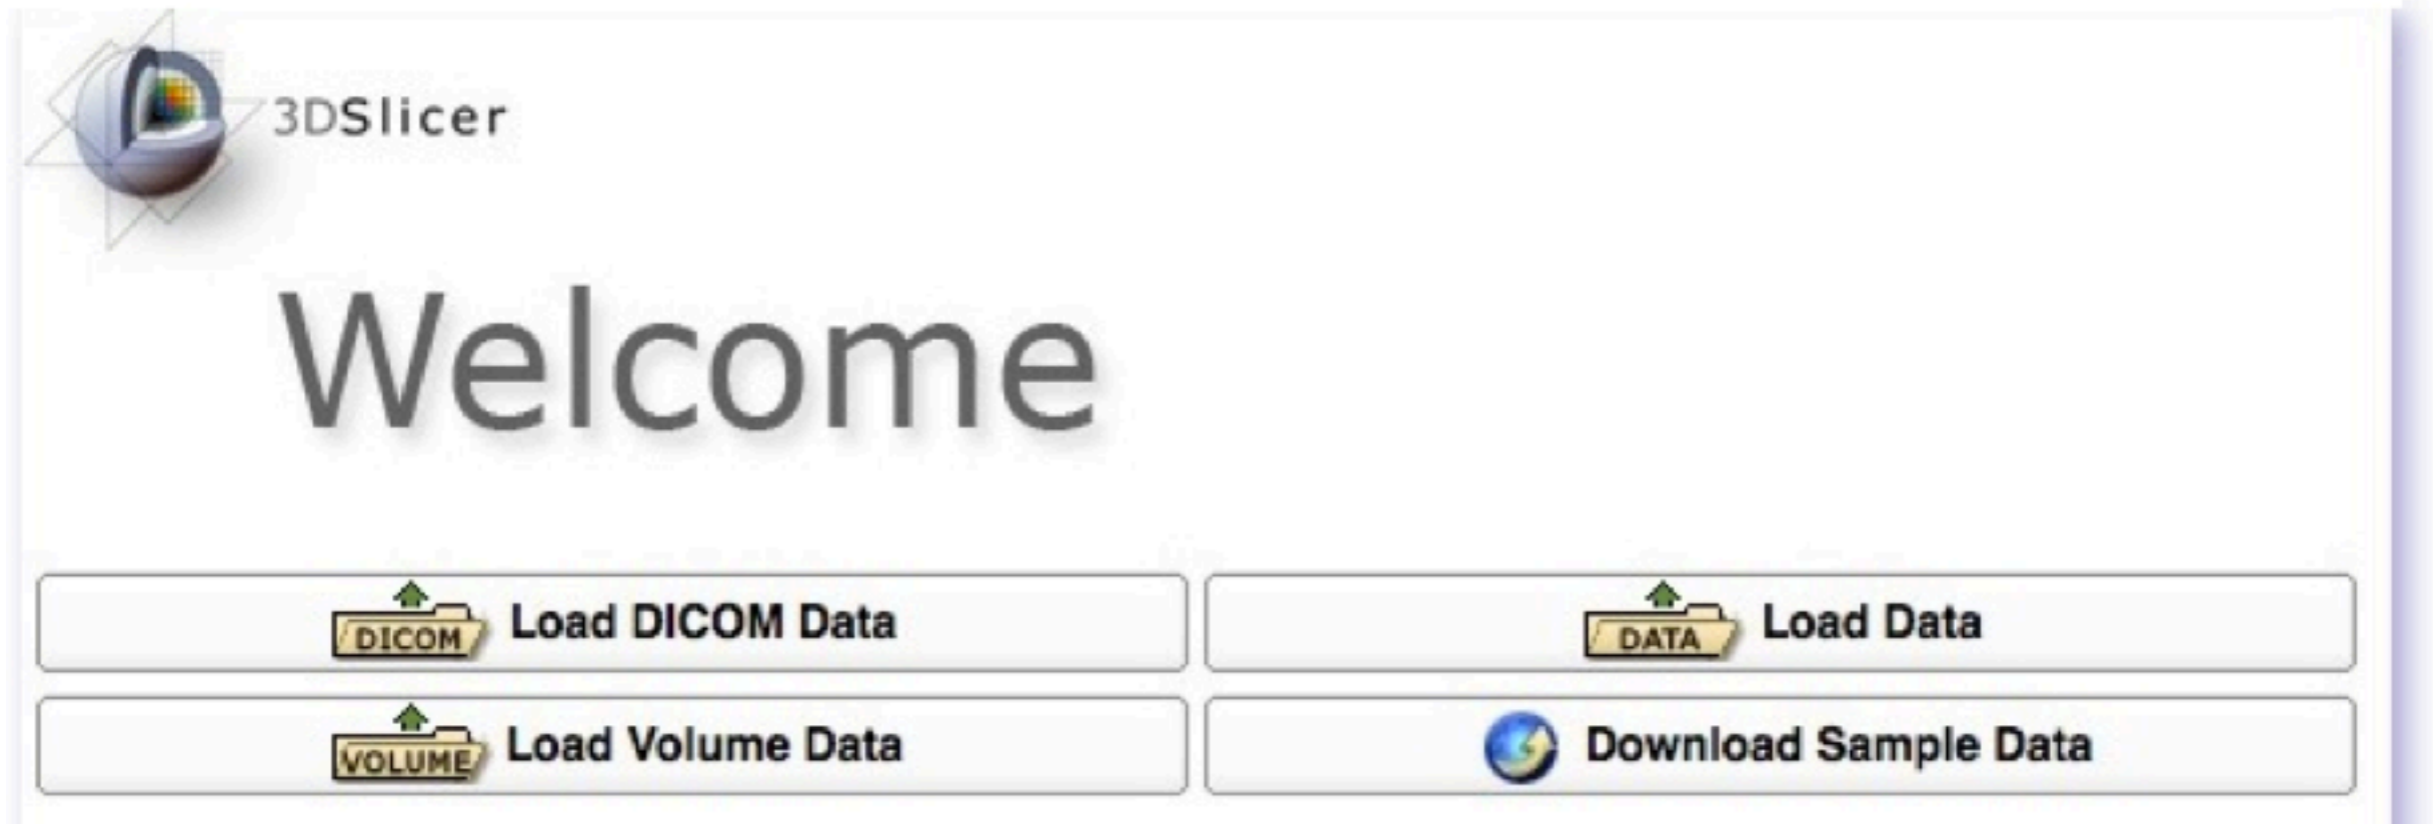 3DSlicer
Welcome
DICOM Load DICOM Data
DATA Load Data
VOLUME Load Volume Data
Download Sample Data